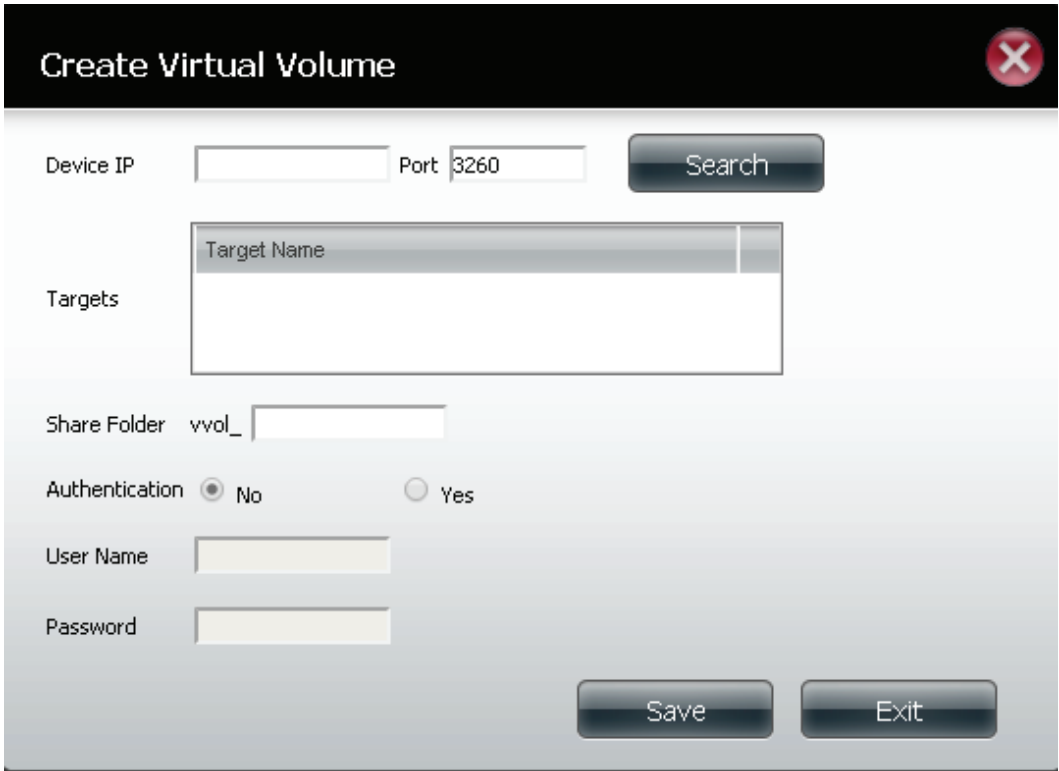 Create Virtual Volume
Device IP Port 3260 Search
Target Name
Targets
Share Folder vvol_
Authentication No Yes
User Name
Password
Save Exit